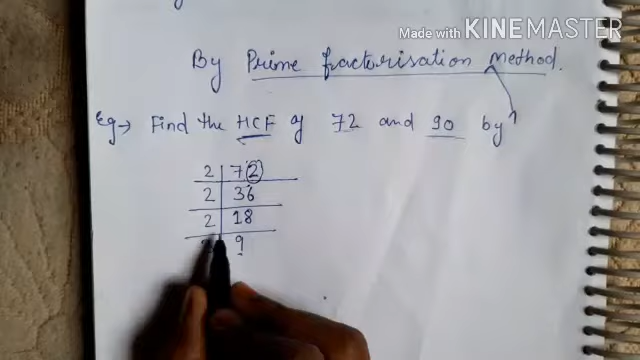 Made with KINEMASTER
By Prime factorisation Method.
Eg→ Find the HCF of 72 and 90 by
2 | 72
2 | 36
2 | 18
9